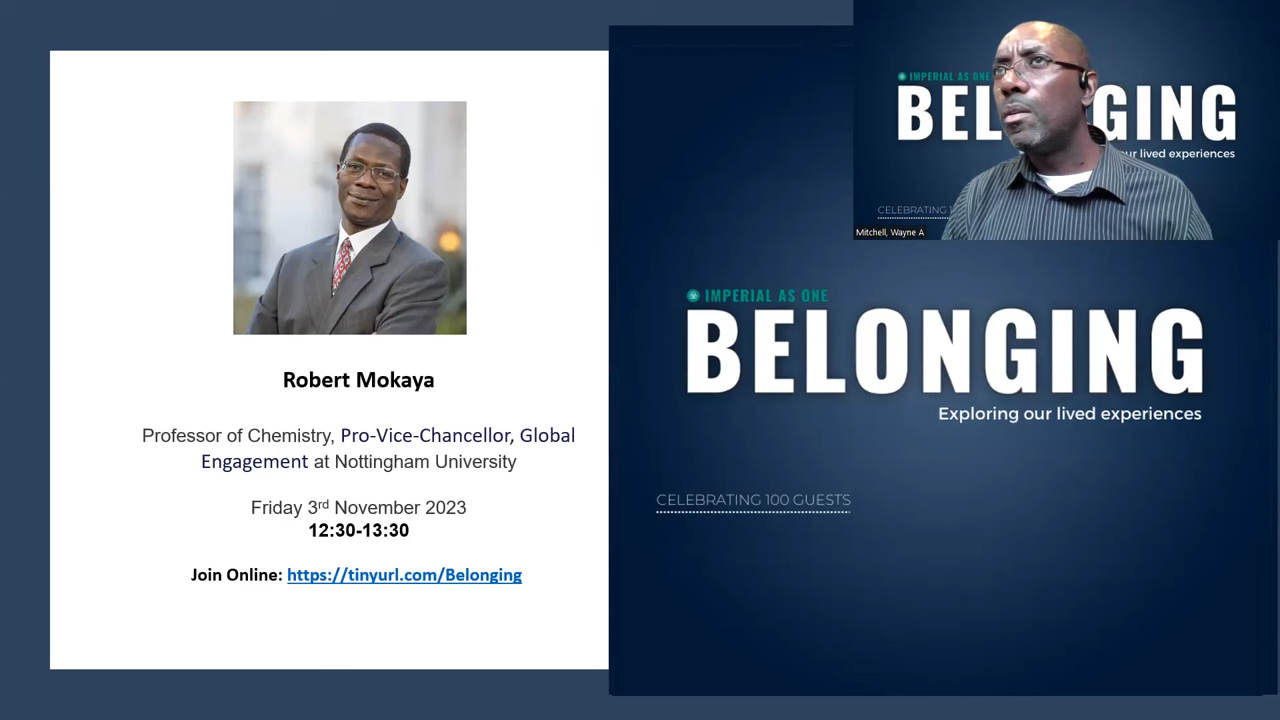 Robert Mokaya
Professor of Chemistry, Pro-Vice-Chancellor, Global
Engagement at Nottingham University
Friday 3rd November 2023
12:30-13:30
Join Online: https://tinyurl.com/Belonging
IMPERIAL AS ONE
BEL GING
our lived experiences
CELEBRATING 1
Mitchell, Wayne A
IMPERIAL AS ONE
BELONGING
Exploring our lived experiences
CELEBRATING 100 GUESTS